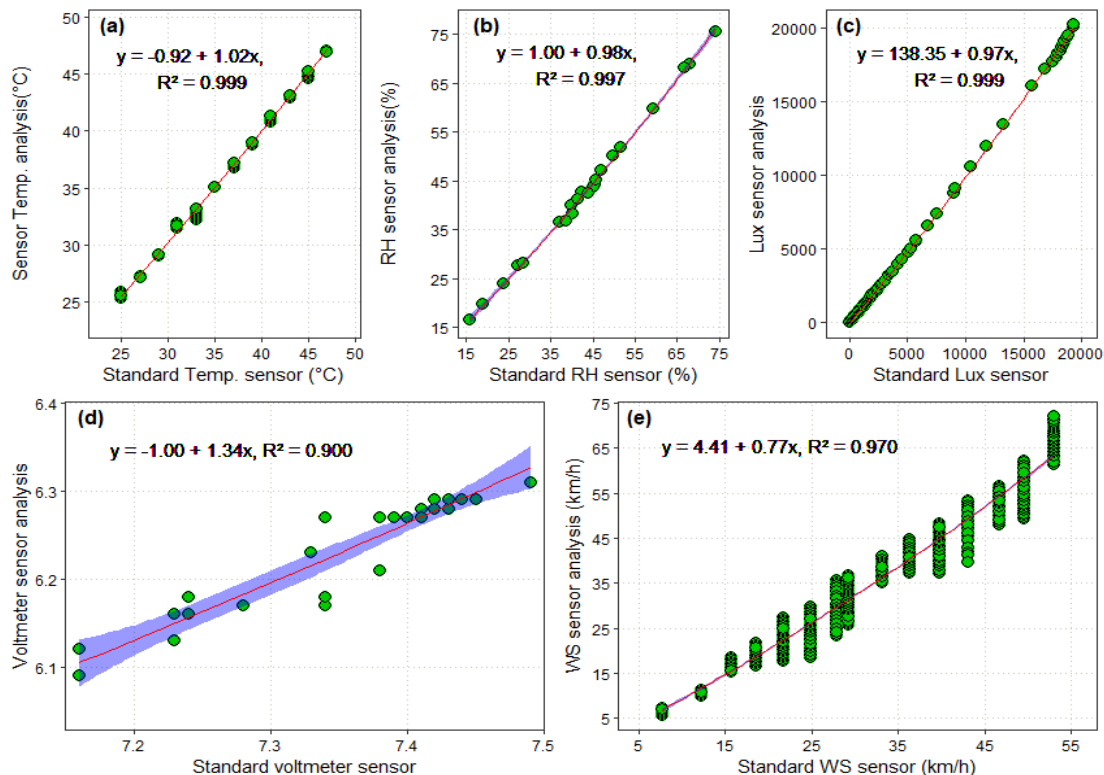 (a)
y = -0.92 + 1.02x,
R² = 0.999
Sensor Temp. analysis(°C)
50
45
40
35
30
25
25 30 35 40 45 50
Standard Temp. sensor (°C)
(b)
y = 1.00 + 0.98x,
R² = 0.997
RH sensor analysis(%)
75
65
55
45
35
25
15
15 25 35 45 55 65 75
Standard RH sensor (%)
(c)
y = 138.35 + 0.97x,
R² = 0.999
Lux sensor analysis
20000
15000
10000
5000
0
0 5000 10000 15000 20000
Standard Lux sensor
(d)
y = -1.00 + 1.34x, R² = 0.900
Voltmeter sensor analysis
6.4
6.3
6.2
6.1
7.2 7.3 7.4 7.5
Standard voltmeter sensor
(e)
y = 4.41 + 0.77x, R² = 0.970
WS sensor analysis (km/h)
75
65
55
45
35
25
15
5
5 15 25 35 45 55
Standard WS sensor (km/h)